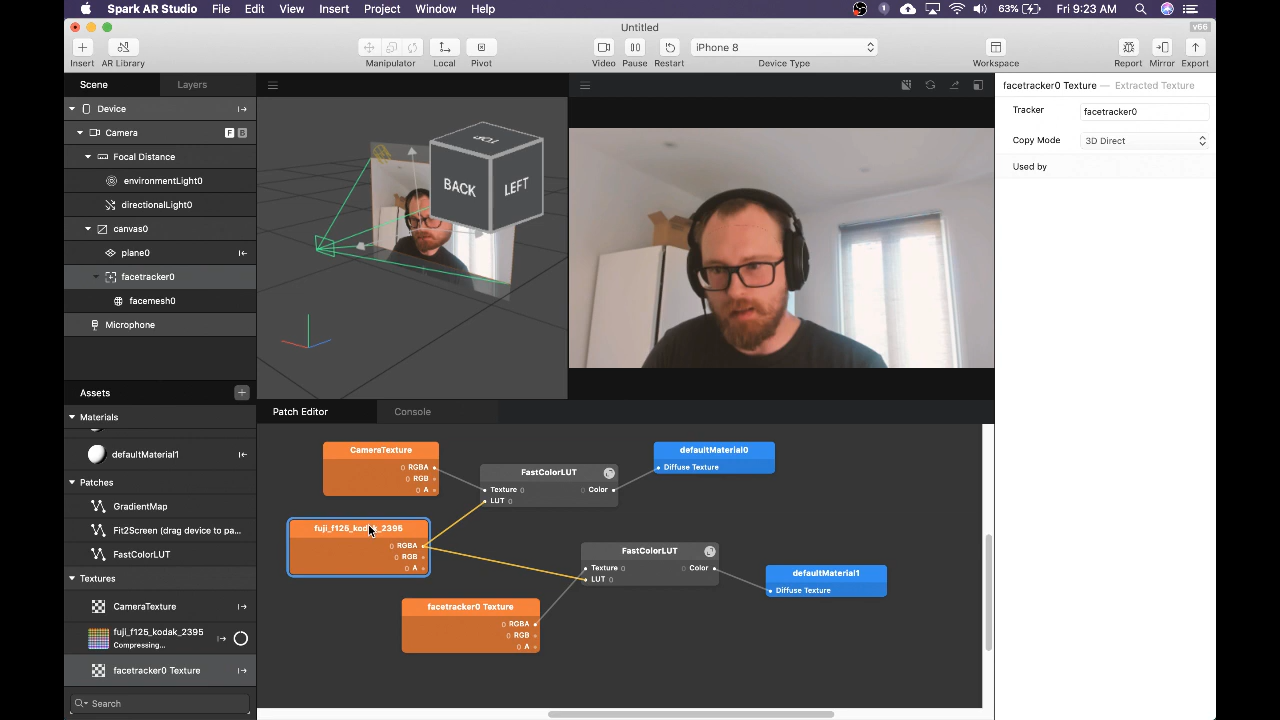 Spark AR Studio File Edit View Insert Project Window Help
1 63% Fri 9:23 AM
Untitled
v66
iPhone 8
Insert AR Library Manipulator Local Pivot Video Pause Restart Device Type Workspace Report Mirror Export
Scene Layers
Device
Camera F B
Focal Distance
environmentLight0
directionalLight0
canvas0
plane0
facetracker0
facemesh0
Microphone
Assets
Materials
defaultMaterial1
Patches
GradientMap
Fit2Screen (drag device to pa...
FastColorLUT
Textures
CameraTexture
fuji_f125_kodak_2395
Compressing...
facetracker0 Texture
Search
TOP
BACK LEFT
Patch Editor Console
CameraTexture
RGBA
RGB
A
fuji_f125_kodak_2395
RGBA
RGB
A
FastColorLUT
Texture Color
LUT
defaultMaterial0
Diffuse Texture
FastColorLUT
Texture Color
LUT
defaultMaterial1
Diffuse Texture
facetracker0 Texture
RGBA
RGB
A
facetracker0 Texture — Extracted Texture
Tracker facetracker0
Copy Mode 3D Direct
Used by